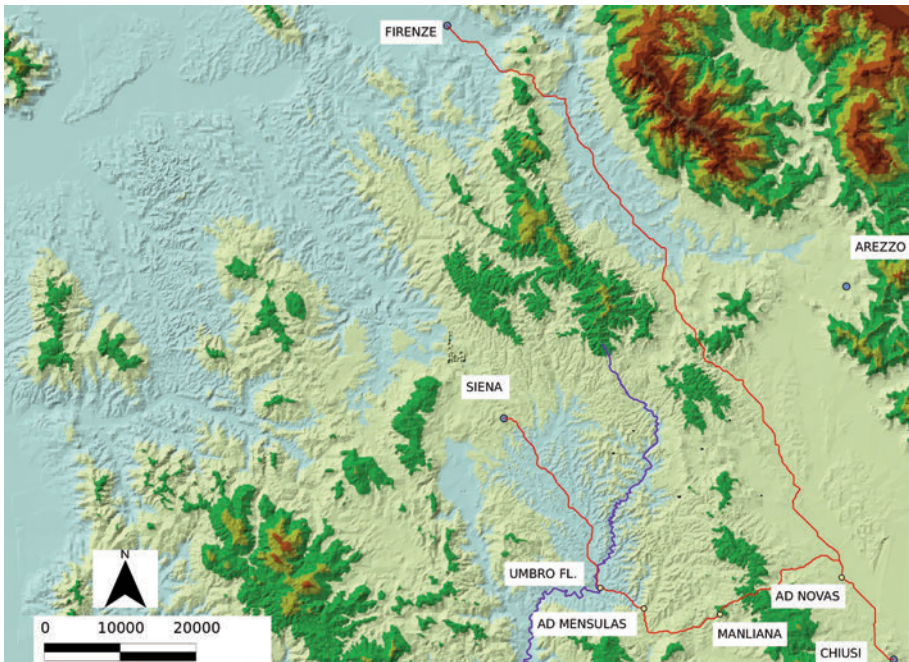 FIRENZE
AREZZO
SIENA
UMBRO FL.
AD NOVAS
AD MENSULAS
MANLIANA
CHIUSI
N
0 10000 20000